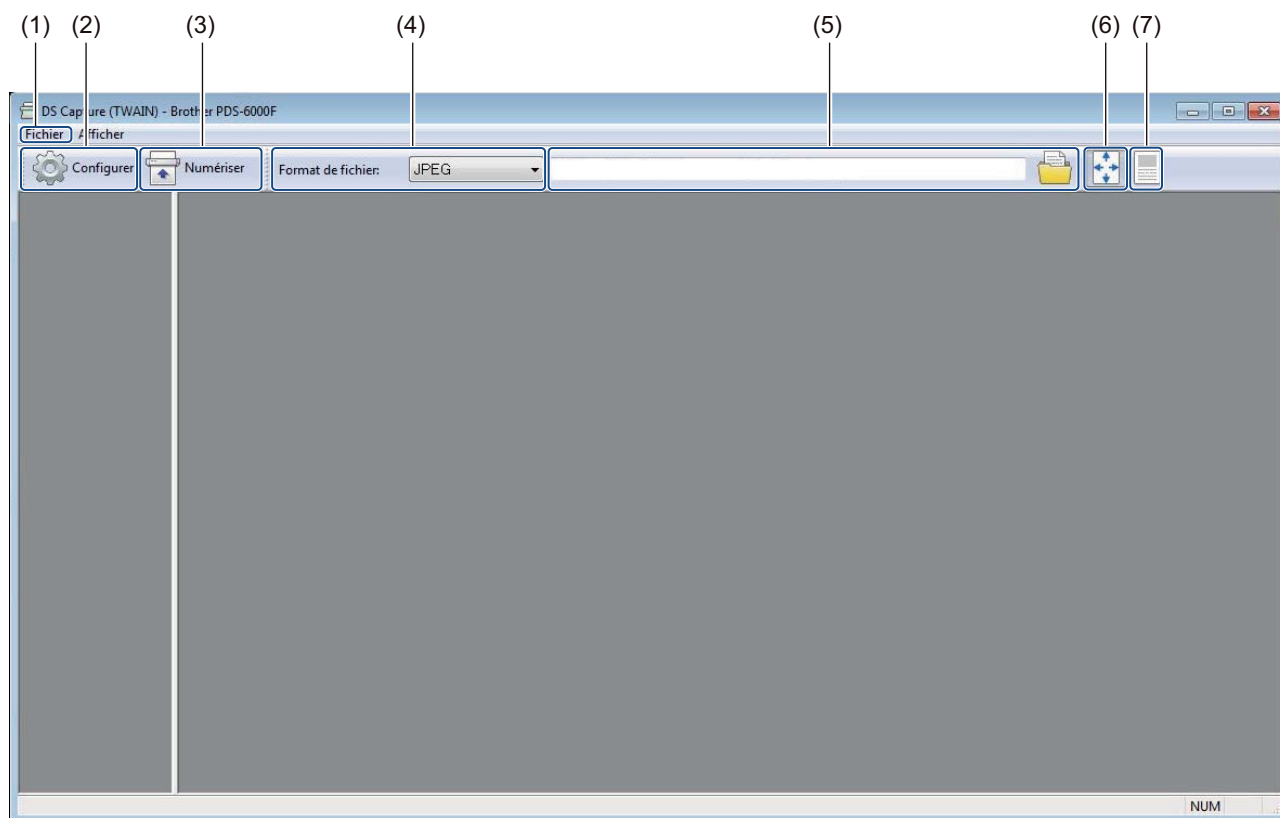 (1) (2) (3) (4) (5) (6) (7)
DS Capture (TWAIN) - Brother PDS-6000F
Fichier Afficher
Configurer Numériser Format de fichier: JPEG
NUM